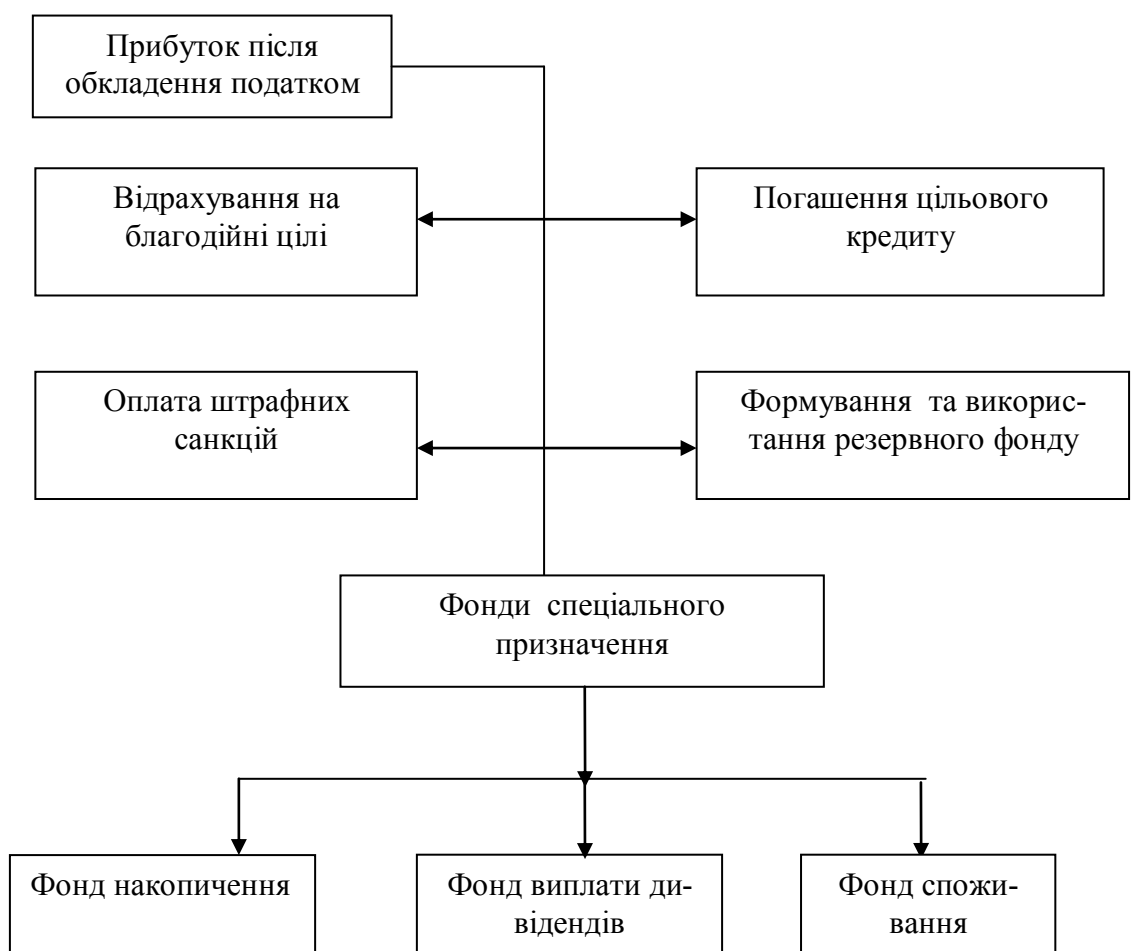 Прибуток після
обкладення податком
Відрахування на
благодійні цілі
Погашення цільового
кредиту
Оплата штрафних
санкцій
Формування та використ-
тання резервного фонду
Фонди спеціального
призначення
Фонд накопичення
Фонд виплати ди-
відендів
Фонд спожи-
вання